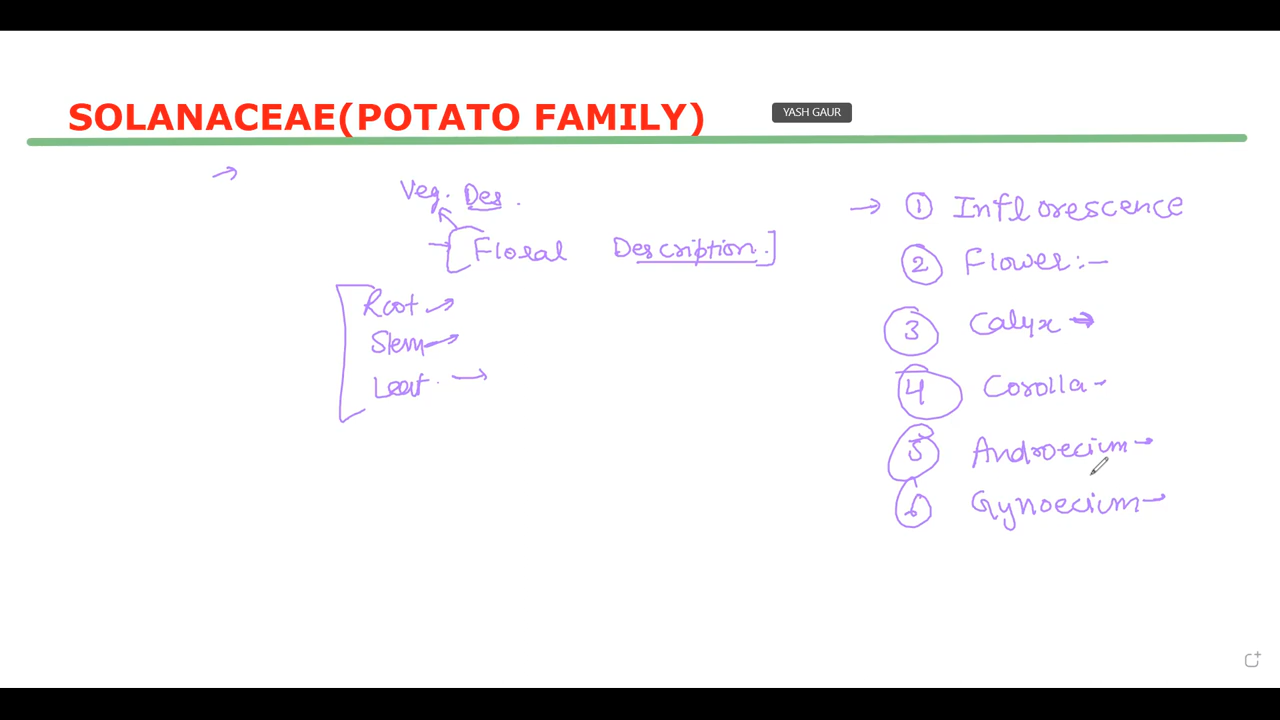 SOLANACEAE(POTATO FAMILY)
YASH GAUR
Veg. Des.
[Floral Description.]
Root →
Stem →
Leaf. →
→ ① Inflorescence
② Flower:-
③ Calyx →
④ Corolla -
⑤ Androecium -
⑥ Gynoecium -